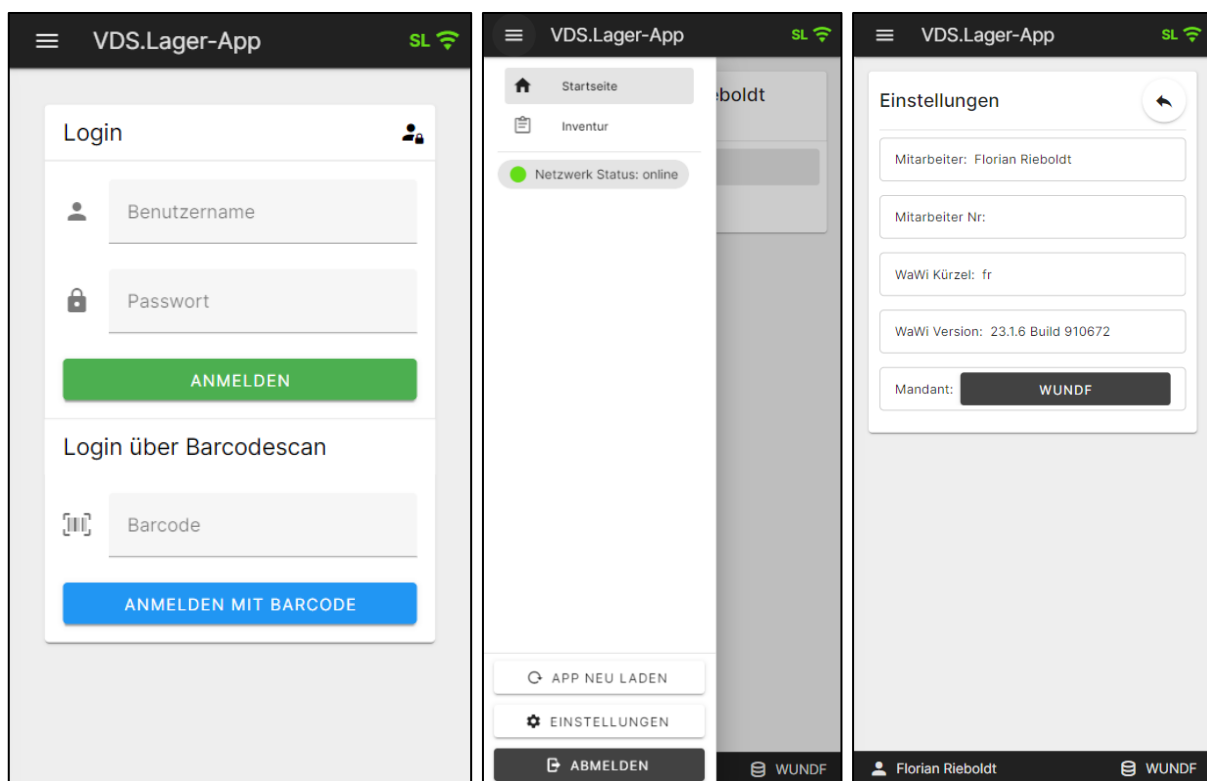 VDS.Lager-App SL
Login
Benutzername
Passwort
ANMELDEN
Login über Barcodescan
Barcode
ANMELDEN MIT BARCODE
VDS.Lager-App SL
Startseite
Inventur
Netzwerk Status: online
boldt
APP NEU LADEN
EINSTELLUNGEN
ABMELDEN
WUNDF
VDS.Lager-App SL
Einstellungen
Mitarbeiter: Florian Rieboldt
Mitarbeiter Nr:
WaWi Kürzel: fr
WaWi Version: 23.1.6 Build 910672
Mandant: WUNDF
Florian Rieboldt WUNDF